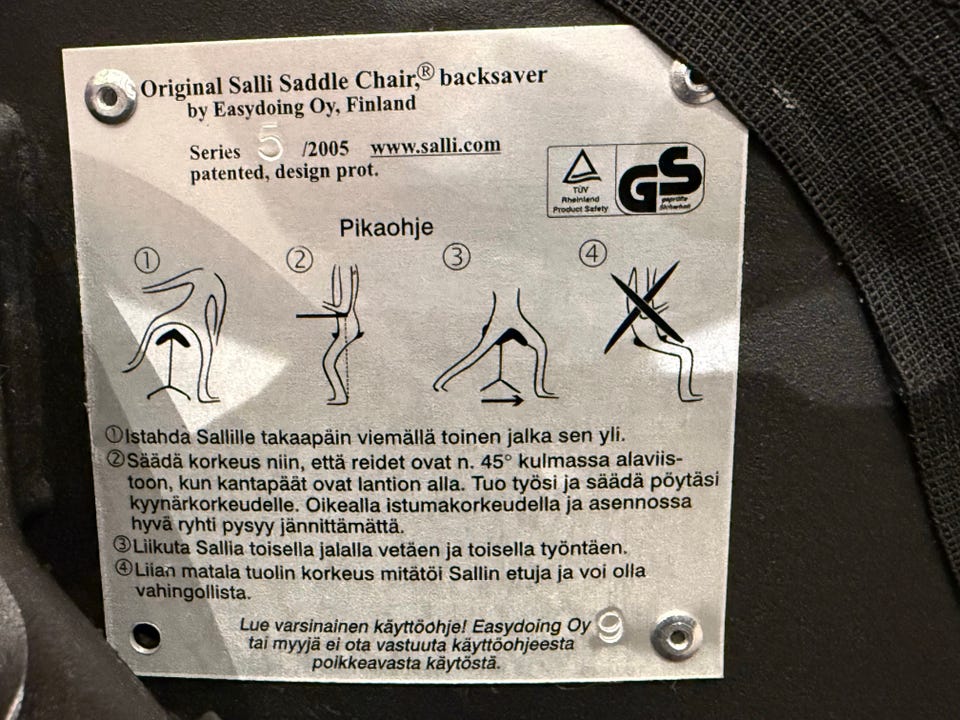 Original Salli Saddle Chair,® backsaver
by Easydoing Oy, Finland
Series 5 /2005 www.salli.com
patented, design prot.
TÜV
Rheinland
Product Safety
GS
geprüfte
Sicherheit
Pikaohje
① ② ③ ④
①Istahda Sallille takaapäin viemällä toinen jalka sen yli.
②Säädä korkeus niin, että reidet ovat n. 45° kulmassa alaviis-
toon, kun kantapäät ovat lantion alla. Tuo työsi ja säädä pöytäsi
kyynärkorkeudelle. Oikealla istumakorkeudella ja asennossa
hyvä ryhti pysyy jännittämättä.
③Liikuta Sallia toisella jalalla vetäen ja toisella työntäen.
④Liian matala tuolin korkeus mitätöi Sallin etuja ja voi olla
vahingollista.
Lue varsinainen käyttöohje! Easydoing Oy 9
tai myyjä ei ota vastuuta käyttöohjeesta
poikkeavasta käytöstä.